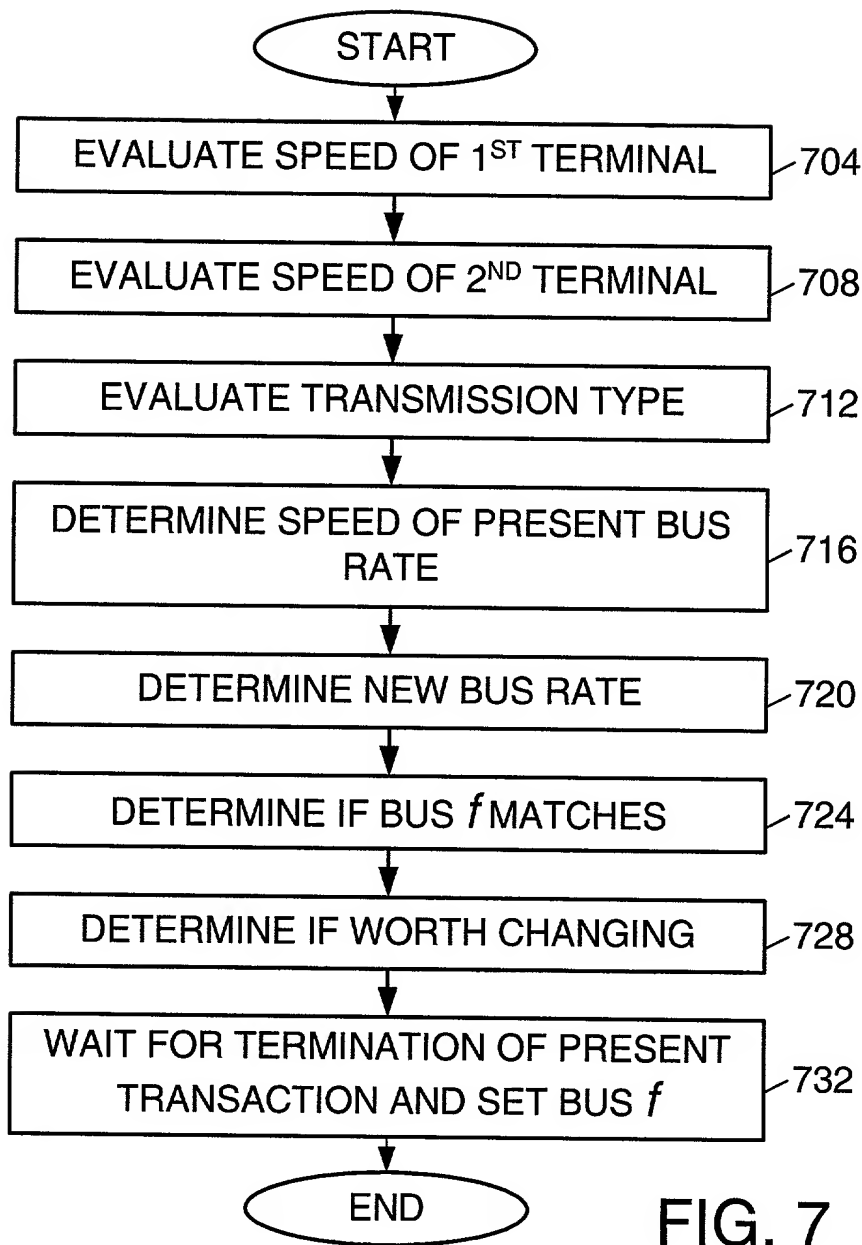 START
EVALUATE SPEED OF 1ST TERMINAL
704
EVALUATE SPEED OF 2ND TERMINAL
708
EVALUATE TRANSMISSION TYPE
712
DETERMINE SPEED OF PRESENT BUS
RATE
716
DETERMINE NEW BUS RATE
720
DETERMINE IF BUS f MATCHES
724
DETERMINE IF WORTH CHANGING
728
WAIT FOR TERMINATION OF PRESENT
TRANSACTION AND SET BUS f
732
END
FIG. 7